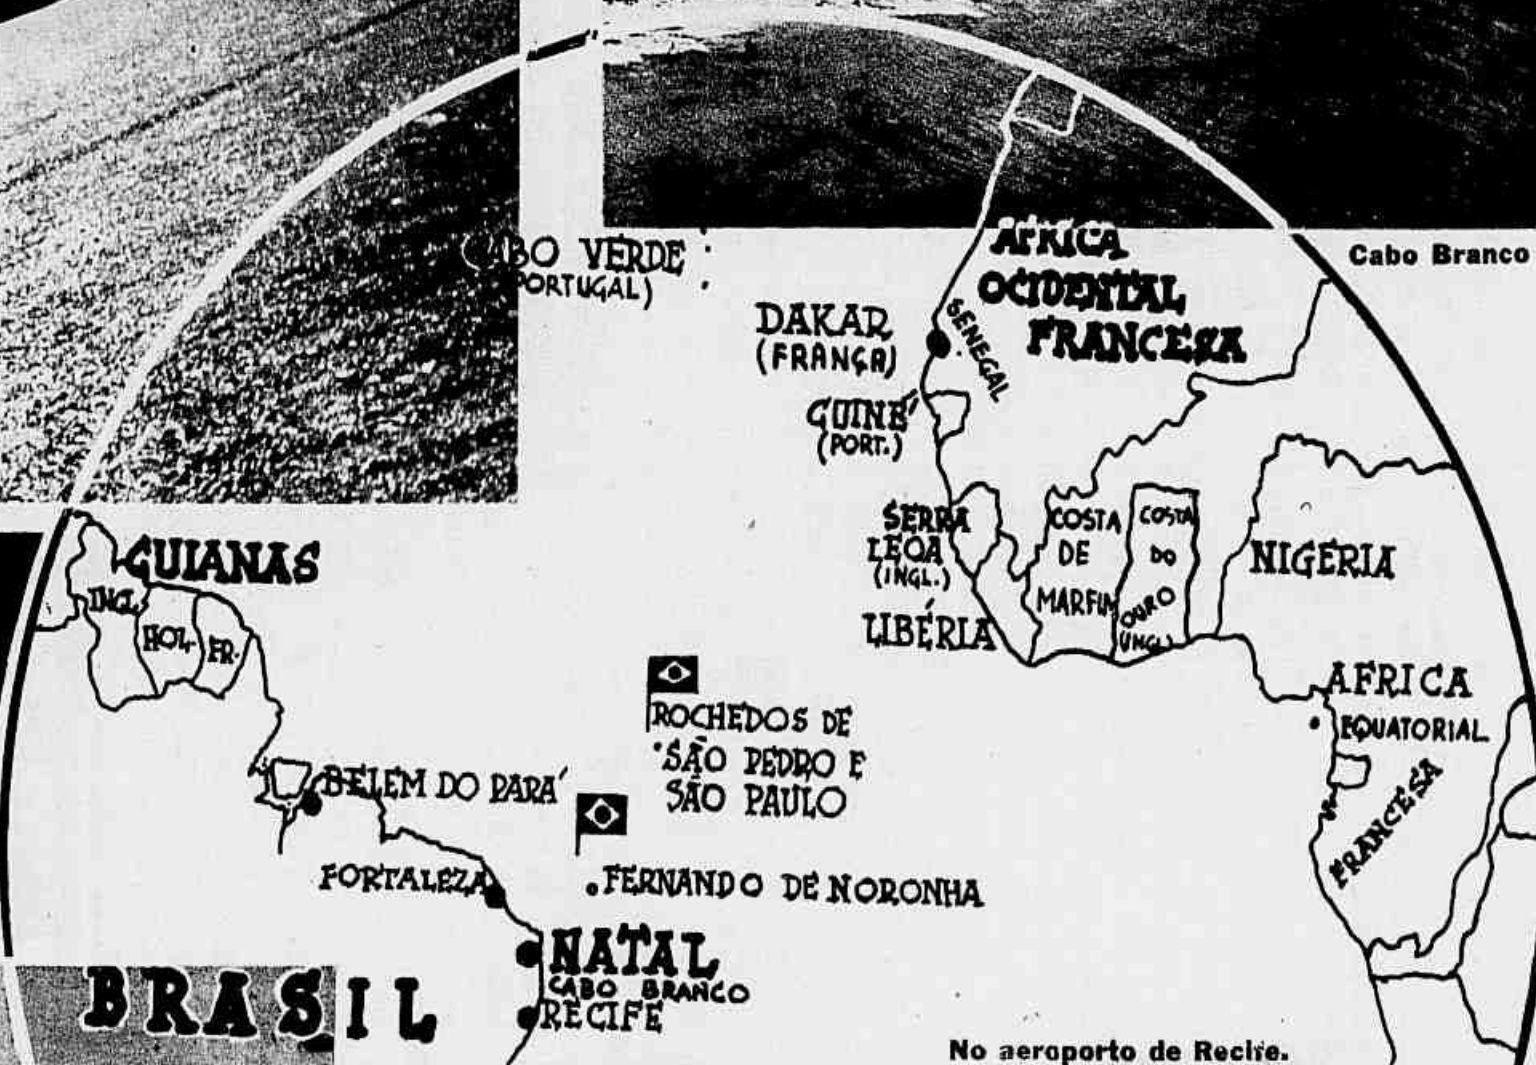 CABO VERDE
(PORTUGAL)
ÁFRICA
OCIDENTAL
FRANCESA
Cabo Branco
DAKAR
(FRANÇA)
SENEGAL
GUINÉ
(PORT.)
SERRA
LEOA
(INGL.)
LIBÉRIA
COSTA
DE
MARFIM
COSTA
DO
OURO
(INGL.)
NIGÉRIA
GUIANAS
INGL.
HOL.
FR.
ROCHEDOS DE
SÃO PEDRO E
SÃO PAULO
AFRICA
EQUATORIAL
FRANCESA
BELEM DO PARÁ
FORTALEZA
FERNANDO DE NORONHA
NATAL
CABO BRANCO
RECIFE
BRASIL
No aeroporto de Recife.